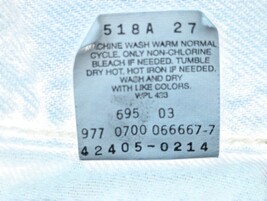 518A 27
MACHINE WASH WARM NORMAL
CYCLE. ONLY NON-CHLORINE
BLEACH IF NEEDED. TUMBLE
DRY HOT. HOT IRON IF NEEDED.
WASH AND DRY
WITH LIKE COLORS.
WPL 423
695 03
977 0700 066667-7
42405-0214